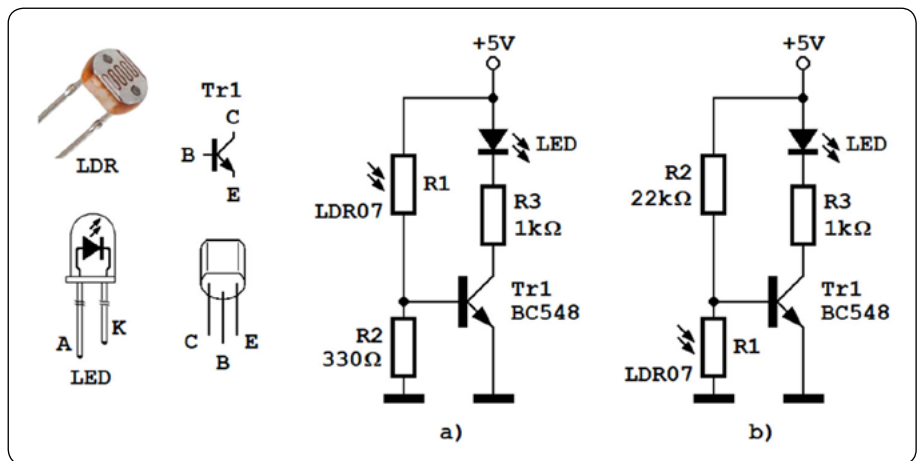 LDR
Tr1
C
B
E
A
K
LED
C
B
E
+5V
LED
R1
LDR07
R3
1kΩ
Tr1
BC548
R2
330Ω
a)
+5V
LED
R2
22kΩ
R3
1kΩ
Tr1
BC548
R1
LDR07
b)